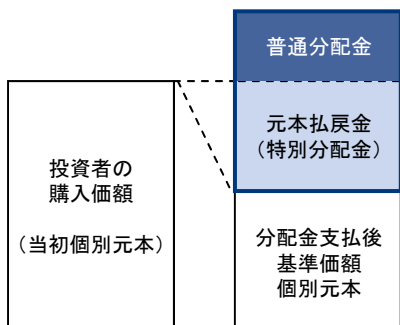 普通分配金
元本払戻金
（特別分配金）
投資者の
購入価額
（当初個別元本）
分配金支払後
基準価額
個別元本